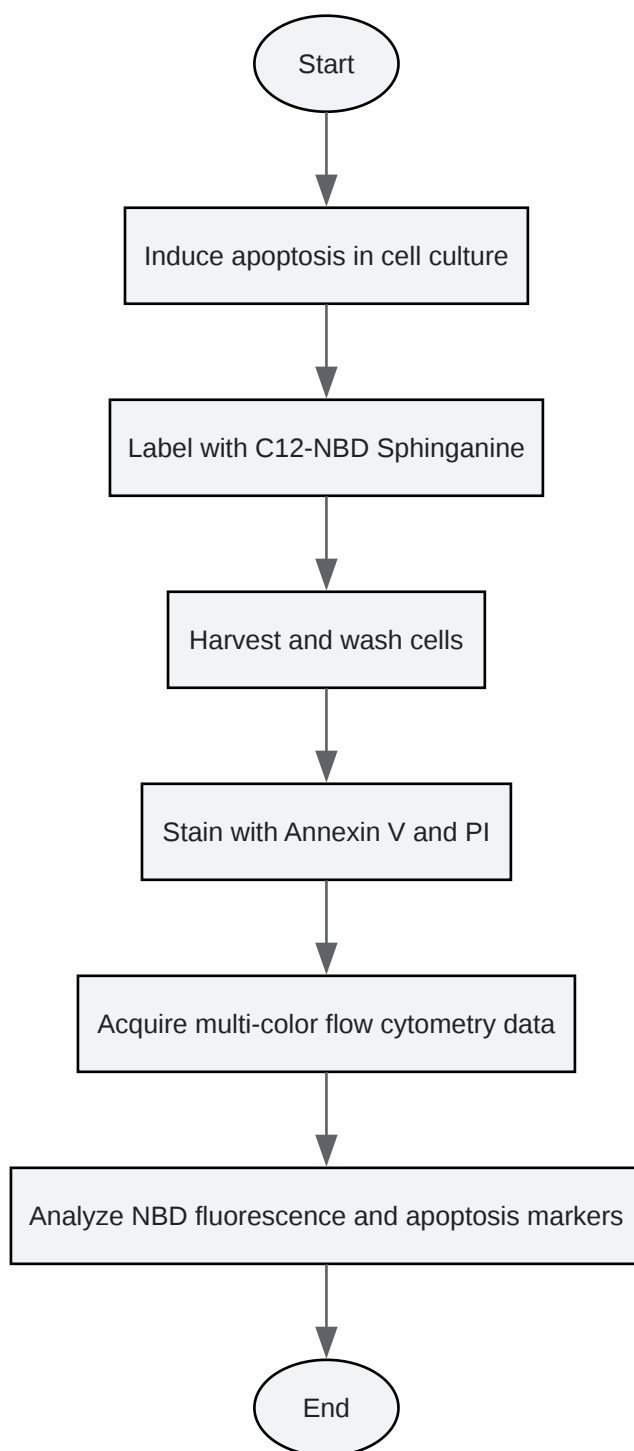 Start
Induce apoptosis in cell culture
Label with C12-NBD Sphinganine
Harvest and wash cells
Stain with Annexin V and PI
Acquire multi-color flow cytometry data
Analyze NBD fluorescence and apoptosis markers
End